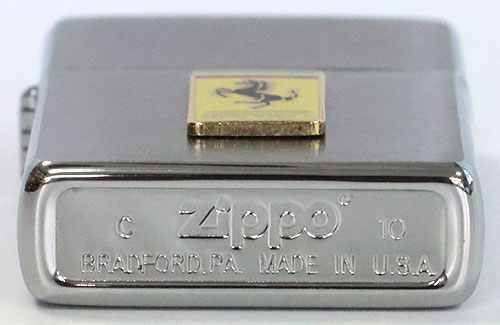 C Zippo® 10
BRADFORD, PA. MADE IN U.S.A.